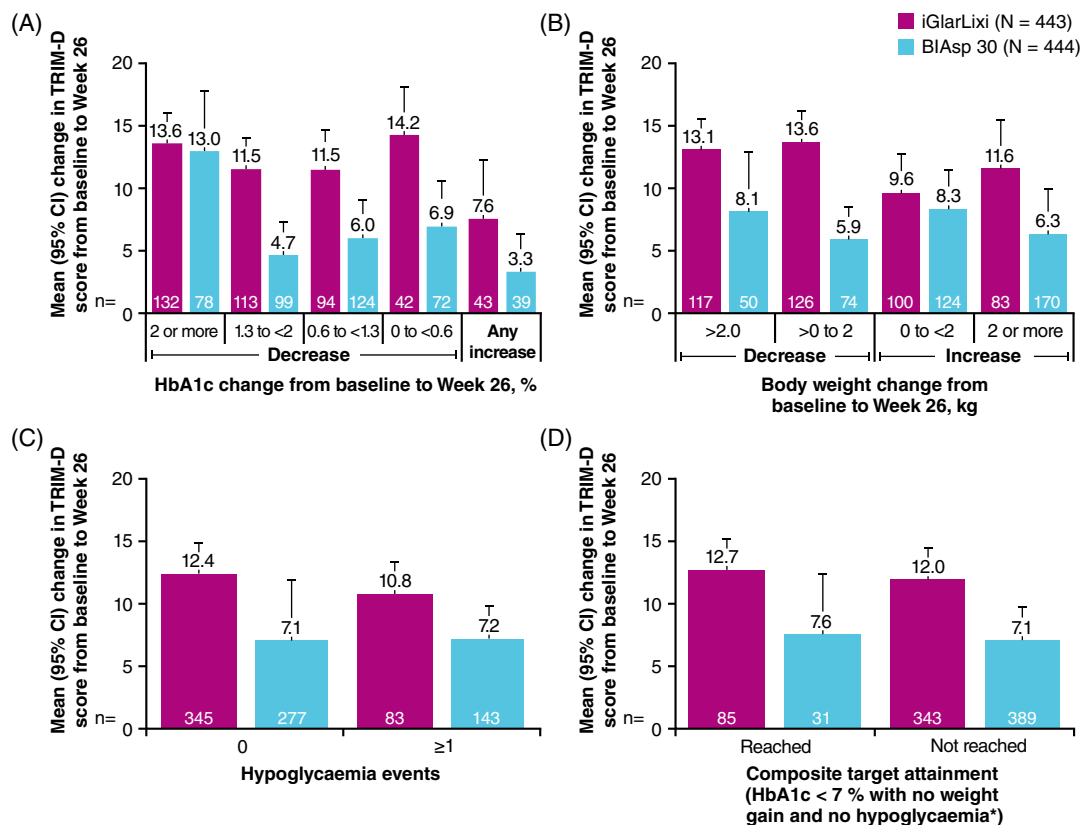 (A)
Mean (95% CI) change in TRIM-D
score from baseline to Week 26
20
15
10
5
0
13.6
13.0
11.5
4.7
11.5
6.0
14.2
6.9
7.6
3.3
n=
132
78
113
99
94
124
42
72
43
39
2 or more
1.3 to <2
0.6 to <1.3
0 to <0.6
Any
increase
Decrease
HbA1c change from baseline to Week 26, %
(B)
iGlarLixi (N = 443)
BIAsp 30 (N = 444)
Mean (95% CI) change in TRIM-D
score from baseline to Week 26
20
15
10
5
0
13.1
8.1
13.6
5.9
9.6
8.3
11.6
6.3
n=
117
50
126
74
100
124
83
170
>2.0
>0 to 2
0 to <2
2 or more
Decrease
Increase
Body weight change from
baseline to Week 26, kg
(C)
Mean (95% CI) change in TRIM-D
score from baseline to Week 26
20
15
10
5
0
12.4
7.1
10.8
7.2
n=
345
277
83
143
0
≥1
Hypoglycaemia events
(D)
Mean (95% CI) change in TRIM-D
score from baseline to Week 26
20
15
10
5
0
12.7
7.6
12.0
7.1
n=
85
31
343
389
Reached
Not reached
Composite target attainment
(HbA1c < 7 % with no weight
gain and no hypoglycaemia*)